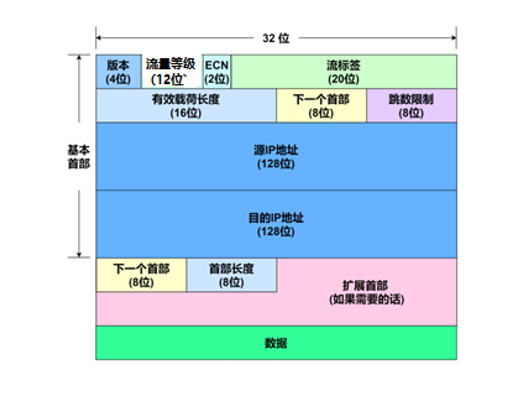 32 位
版本
(4位)
流量等级
(12位`
ECN
(2位)
流标签
(20位)
有效载荷长度
(16位)
下一个首部
(8位)
跳数限制
(8位)
基本
首部
源IP地址
(128位)
目的IP地址
(128位)
下一个首部
(8位)
首部长度
(8位)
扩展首部
(如果需要的话)
数据